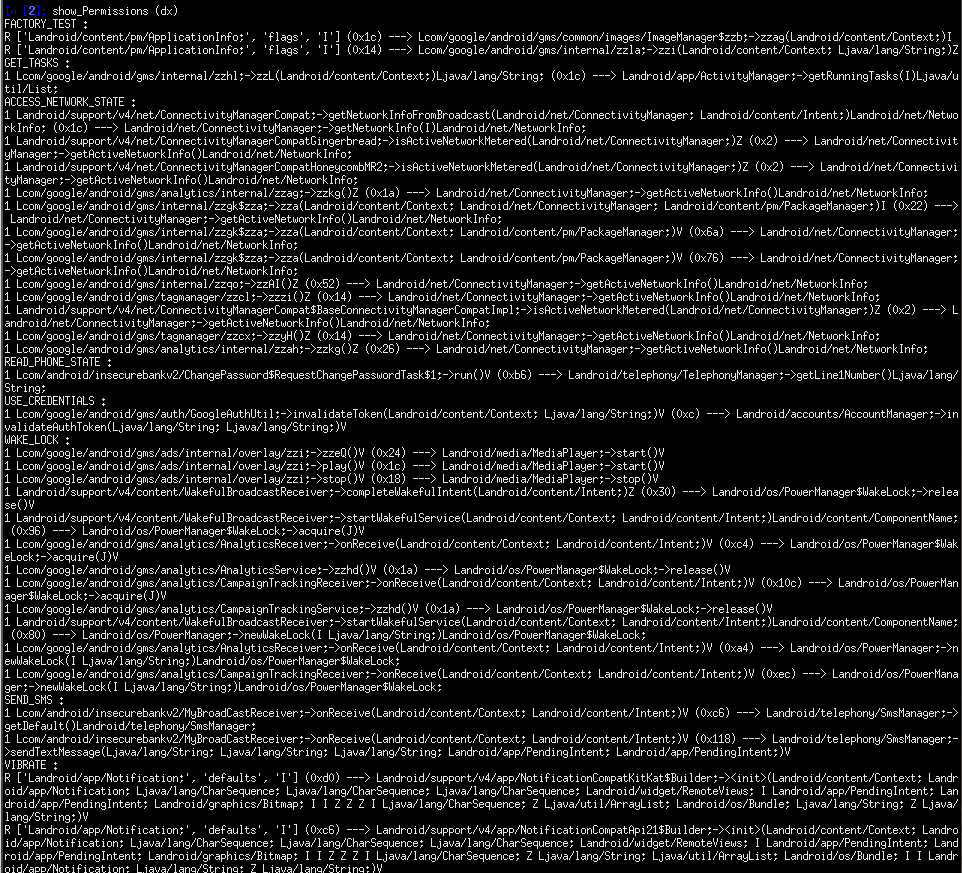 In [2]: show_Permissions (dx)
FACTORY_TEST :
R ['Landroid/content/pm/ApplicationInfo;', 'flags', 'I'] (0x1c) ---> Lcom/google/android/gms/common/images/ImageManager$zzb;->zzag(Landroid/content/Context;)I
R ['Landroid/content/pm/ApplicationInfo;', 'flags', 'I'] (0x14) ---> Lcom/google/android/gms/internal/zzla;->zzi(Landroid/content/Context; Ljava/lang/String;)Z
GET_TASKS :
1 Lcom/google/android/gms/internal/zzhl;->zzL(Landroid/content/Context;)Ljava/lang/String; (0x1c) ---> Landroid/app/ActivityManager;->getRunningTasks(I)Ljava/u
til/List;
ACCESS_NETWORK_STATE :
1 Landroid/support/v4/net/ConnectivityManagerCompat;->getNetworkInfoFromBroadcast(Landroid/net/ConnectivityManager; Landroid/content/Intent;)Landroid/net/Netwo
rkInfo; (0x1c) ---> Landroid/net/ConnectivityManager;->getNetworkInfo(I)Landroid/net/NetworkInfo;
1 Landroid/support/v4/net/ConnectivityManagerCompatGingerbread;->isActiveNetworkMetered(Landroid/net/ConnectivityManager;)Z (0x2) ---> Landroid/net/Connectivit
yManager;->getActiveNetworkInfo()Landroid/net/NetworkInfo;
1 Landroid/support/v4/net/ConnectivityManagerCompatHoneycombMR2;->isActiveNetworkMetered(Landroid/net/ConnectivityManager;)Z (0x2) ---> Landroid/net/Connectivi
tyManager;->getActiveNetworkInfo()Landroid/net/NetworkInfo;
1 Lcom/google/android/gms/analytics/internal/zzag;->zzkg()Z (0x1a) ---> Landroid/net/ConnectivityManager;->getActiveNetworkInfo()Landroid/net/NetworkInfo;
1 Lcom/google/android/gms/internal/zzgk$zza;->zza(Landroid/content/Context; Landroid/net/ConnectivityManager; Landroid/content/pm/PackageManager;)I (0x22) --->
 Landroid/net/ConnectivityManager;->getActiveNetworkInfo()Landroid/net/NetworkInfo;
1 Lcom/google/android/gms/internal/zzgk$zza;->zza(Landroid/content/Context; Landroid/content/pm/PackageManager;)V (0x6a) ---> Landroid/net/ConnectivityManager;
->getActiveNetworkInfo()Landroid/net/NetworkInfo;
1 Lcom/google/android/gms/internal/zzgk$zza;->zza(Landroid/content/Context; Landroid/content/pm/PackageManager;)V (0x76) ---> Landroid/net/ConnectivityManager;
->getActiveNetworkInfo()Landroid/net/NetworkInfo;
1 Lcom/google/android/gms/internal/zzqo;->zzAI()Z (0x52) ---> Landroid/net/ConnectivityManager;->getActiveNetworkInfo()Landroid/net/NetworkInfo;
1 Lcom/google/android/gms/tagmanager/zzcl;->zzzi()Z (0x14) ---> Landroid/net/ConnectivityManager;->getActiveNetworkInfo()Landroid/net/NetworkInfo;
1 Landroid/support/v4/net/ConnectivityManagerCompat$BaseConnectivityManagerCompatImpl;->isActiveNetworkMetered(Landroid/net/ConnectivityManager;)Z (0x2) ---> L
android/net/ConnectivityManager;->getActiveNetworkInfo()Landroid/net/NetworkInfo;
1 Lcom/google/android/gms/tagmanager/zzcx;->zzyH()Z (0x14) ---> Landroid/net/ConnectivityManager;->getActiveNetworkInfo()Landroid/net/NetworkInfo;
1 Lcom/google/android/gms/analytics/internal/zzah;->zzkg()Z (0x26) ---> Landroid/net/ConnectivityManager;->getActiveNetworkInfo()Landroid/net/NetworkInfo;
READ_PHONE_STATE :
1 Lcom/android/insecurebankv2/ChangePassword$RequestChangePasswordTask$1;->run()V (0xb6) ---> Landroid/telephony/TelephonyManager;->getLine1Number()Ljava/lang/
String;
USE_CREDENTIALS :
1 Lcom/google/android/gms/auth/GoogleAuthUtil;->invalidateToken(Landroid/content/Context; Ljava/lang/String;)V (0xc) ---> Landroid/accounts/AccountManager;->in
validateAuthToken(Ljava/lang/String; Ljava/lang/String;)V
WAKE_LOCK :
1 Lcom/google/android/gms/ads/internal/overlay/zzi;->zzeQ()V (0x24) ---> Landroid/media/MediaPlayer;->start()V
1 Lcom/google/android/gms/ads/internal/overlay/zzi;->play()V (0x1c) ---> Landroid/media/MediaPlayer;->start()V
1 Lcom/google/android/gms/ads/internal/overlay/zzi;->stop()V (0x18) ---> Landroid/media/MediaPlayer;->stop()V
1 Landroid/support/v4/content/WakefulBroadcastReceiver;->completeWakefulIntent(Landroid/content/Intent;)Z (0x30) ---> Landroid/os/PowerManager$WakeLock;->relea
se()V
1 Landroid/support/v4/content/WakefulBroadcastReceiver;->startWakefulService(Landroid/content/Context; Landroid/content/Intent;)Landroid/content/ComponentName;
 (0x96) ---> Landroid/os/PowerManager$WakeLock;->acquire(J)V
1 Lcom/google/android/gms/analytics/AnalyticsReceiver;->onReceive(Landroid/content/Context; Landroid/content/Intent;)V (0xc4) ---> Landroid/os/PowerManager$Wak
eLock;->acquire(J)V
1 Lcom/google/android/gms/analytics/AnalyticsService;->zzhd()V (0x1a) ---> Landroid/os/PowerManager$WakeLock;->release()V
1 Lcom/google/android/gms/analytics/CampaignTrackingReceiver;->onReceive(Landroid/content/Context; Landroid/content/Intent;)V (0x10c) ---> Landroid/os/PowerMan
ager$WakeLock;->acquire(J)V
1 Lcom/google/android/gms/analytics/CampaignTrackingService;->zzhd()V (0x1a) ---> Landroid/os/PowerManager$WakeLock;->release()V
1 Landroid/support/v4/content/WakefulBroadcastReceiver;->startWakefulService(Landroid/content/Context; Landroid/content/Intent;)Landroid/content/ComponentName;
 (0x80) ---> Landroid/os/PowerManager;->newWakeLock(I Ljava/lang/String;)Landroid/os/PowerManager$WakeLock;
1 Lcom/google/android/gms/analytics/AnalyticsReceiver;->onReceive(Landroid/content/Context; Landroid/content/Intent;)V (0xa4) ---> Landroid/os/PowerManager;->n
ewWakeLock(I Ljava/lang/String;)Landroid/os/PowerManager$WakeLock;
1 Lcom/google/android/gms/analytics/CampaignTrackingReceiver;->onReceive(Landroid/content/Context; Landroid/content/Intent;)V (0xec) ---> Landroid/os/PowerMana
ger;->newWakeLock(I Ljava/lang/String;)Landroid/os/PowerManager$WakeLock;
SEND_SMS :
1 Lcom/android/insecurebankv2/MyBroadCastReceiver;->onReceive(Landroid/content/Context; Landroid/content/Intent;)V (0xc6) ---> Landroid/telephony/SmsManager;->
getDefault()Landroid/telephony/SmsManager;
1 Lcom/android/insecurebankv2/MyBroadCastReceiver;->onReceive(Landroid/content/Context; Landroid/content/Intent;)V (0x118) ---> Landroid/telephony/SmsManager;-
>sendTextMessage(Ljava/lang/String; Ljava/lang/String; Ljava/lang/String; Landroid/app/PendingIntent; Landroid/app/PendingIntent;)V
VIBRATE :
R ['Landroid/app/Notification;', 'defaults', 'I'] (0xd0) ---> Landroid/support/v4/app/NotificationCompatKitKat$Builder;-><init>(Landroid/content/Context; Landr
oid/app/Notification; Ljava/lang/CharSequence; Ljava/lang/CharSequence; Ljava/lang/CharSequence; Landroid/widget/RemoteViews; I Landroid/app/PendingIntent; Lan
droid/app/PendingIntent; Landroid/graphics/Bitmap; I I Z Z Z I Ljava/lang/CharSequence; Z Ljava/util/ArrayList; Landroid/os/Bundle; Ljava/lang/String; Z Ljava/
lang/String;)V
R ['Landroid/app/Notification;', 'defaults', 'I'] (0xc6) ---> Landroid/support/v4/app/NotificationCompatApi21$Builder;-><init>(Landroid/content/Context; Landro
id/app/Notification; Ljava/lang/CharSequence; Ljava/lang/CharSequence; Ljava/lang/CharSequence; Landroid/widget/RemoteViews; I Landroid/app/PendingIntent; Land
roid/app/PendingIntent; Landroid/graphics/Bitmap; I I Z Z Z I Ljava/lang/CharSequence; Z Ljava/lang/String; Ljava/util/ArrayList; Landroid/os/Bundle; I I Land
roid/app/Notification; Ljava/lang/String; Z Ljava/lang/String;)V